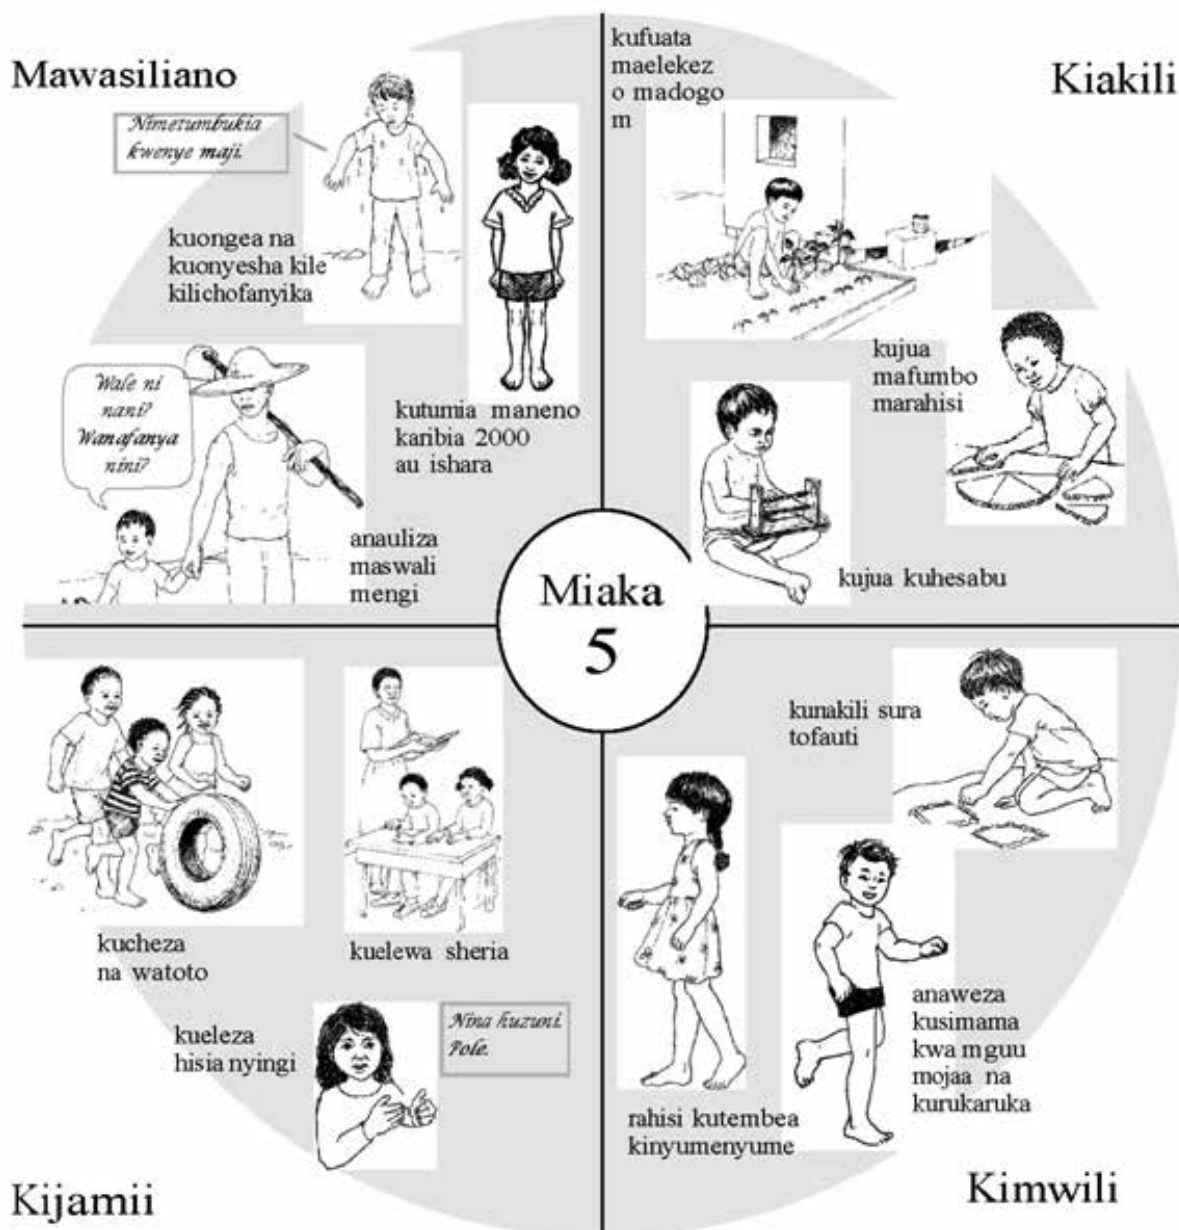 Mawasiliano
Nimetumbukia
kwenye maji.
kuongea na
kuonyesha kile
kilichofanyika
kutumia maneno
karibia 2000
au ishara
Wale ni
nani?
Wanafanya
nini?
anauliza
maswali
mengi
kufuata
maelekez
o madogo
m
Kiakili
kujua
mafumbo
marahisi
kujua kuhesabu
Miaka
5
kucheza
na watoto
kuelewa sheria
kueleza
hisia nyingi
Nina huzuni.
Pole.
Kijamii
kunakili sura
tofauti
rahisi kutembea
kinyumenyume
anaweza
kusimama
kwa mguu
mojaa na
kurukaruka
Kimwili